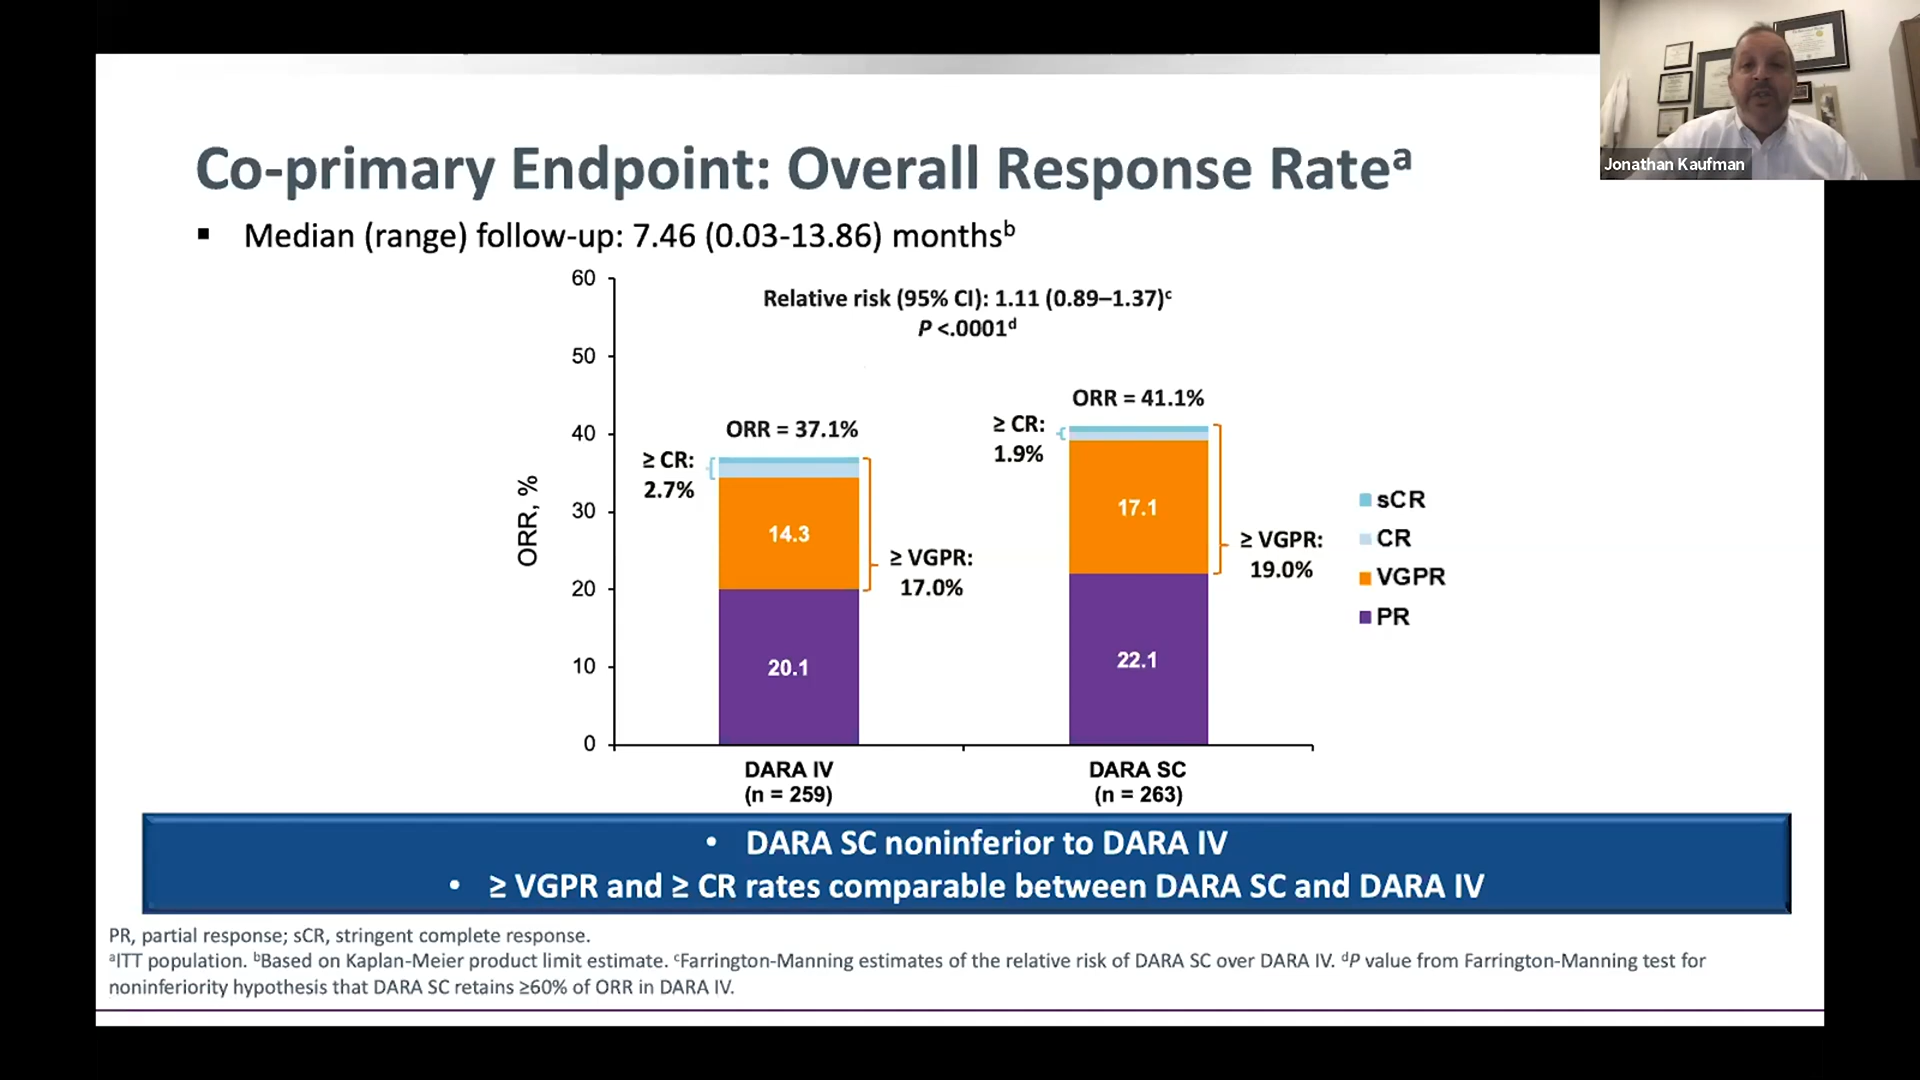 Jonathan Kaufman
Co-primary Endpoint: Overall Response Rateᵃ
▪ Median (range) follow-up: 7.46 (0.03-13.86) monthsᵇ
Relative risk (95% CI): 1.11 (0.89–1.37)ᶜ
P <.0001ᵈ
ORR, %
60
50
40
30
20
10
0
ORR = 37.1%
≥ CR:
2.7%
14.3
20.1
≥ VGPR:
17.0%
ORR = 41.1%
≥ CR:
1.9%
17.1
22.1
≥ VGPR:
19.0%
sCR
CR
VGPR
PR
DARA IV
(n = 259)
DARA SC
(n = 263)
• DARA SC noninferior to DARA IV
• ≥ VGPR and ≥ CR rates comparable between DARA SC and DARA IV
PR, partial response; sCR, stringent complete response.
ᵃITT population. ᵇBased on Kaplan-Meier product limit estimate. ᶜFarrington-Manning estimates of the relative risk of DARA SC over DARA IV. ᵈP value from Farrington-Manning test for
noninferiority hypothesis that DARA SC retains ≥60% of ORR in DARA IV.